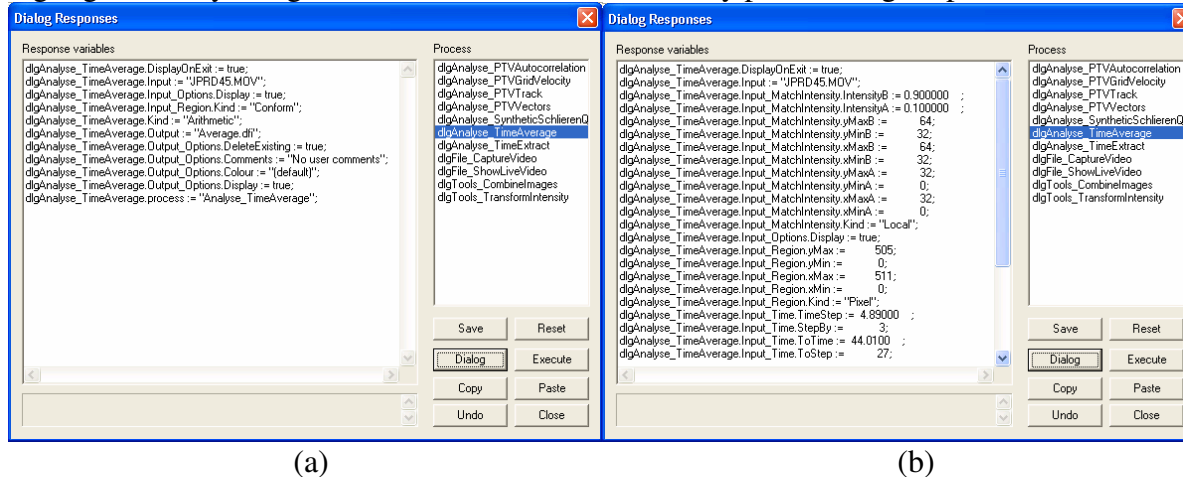 Dialog Responses
Response variables
dlgAnalyse_TimeAverage.DisplayOnExit := true;
dlgAnalyse_TimeAverage.Input := "JPRD45.MOV";
dlgAnalyse_TimeAverage.Input_Options.Display := true;
dlgAnalyse_TimeAverage.Input_Region.Kind := "Conform";
dlgAnalyse_TimeAverage.Kind := "Arithmetic";
dlgAnalyse_TimeAverage.Output := "Average.dfi";
dlgAnalyse_TimeAverage.Output_Options.DeleteExisting := true;
dlgAnalyse_TimeAverage.Output_Options.Comments := "No user comments";
dlgAnalyse_TimeAverage.Output_Options.Colour := "(default)";
dlgAnalyse_TimeAverage.Output_Options.Display := true;
dlgAnalyse_TimeAverage.process := "Analyse_TimeAverage";
Process
dlgAnalyse_PTVAutocorrelation
dlgAnalyse_PTVGridVelocity
dlgAnalyse_PTVTrack
dlgAnalyse_PTVVectors
dlgAnalyse_SyntheticSchlierenQ
dlgAnalyse_TimeAverage
dlgAnalyse_TimeExtract
dlgFile_CaptureVideo
dlgFile_ShowLiveVideo
dlgTools_CombineImages
dlgTools_TransformIntensity
Save Reset
Dialog Execute
Copy Paste
Undo Close
(a)
Dialog Responses
Response variables
dlgAnalyse_TimeAverage.DisplayOnExit := true;
dlgAnalyse_TimeAverage.Input := "JPRD45.MOV";
dlgAnalyse_TimeAverage.Input_MatchIntensity.IntensityB := 0.900000 ;
dlgAnalyse_TimeAverage.Input_MatchIntensity.IntensityA := 0.100000 ;
dlgAnalyse_TimeAverage.Input_MatchIntensity.yMaxB := 64;
dlgAnalyse_TimeAverage.Input_MatchIntensity.yMinB := 32;
dlgAnalyse_TimeAverage.Input_MatchIntensity.xMaxB := 64;
dlgAnalyse_TimeAverage.Input_MatchIntensity.xMinB := 32;
dlgAnalyse_TimeAverage.Input_MatchIntensity.yMaxA := 32;
dlgAnalyse_TimeAverage.Input_MatchIntensity.yMinA := 0;
dlgAnalyse_TimeAverage.Input_MatchIntensity.xMaxA := 32;
dlgAnalyse_TimeAverage.Input_MatchIntensity.xMinA := 0;
dlgAnalyse_TimeAverage.Input_MatchIntensity.Kind := "Local";
dlgAnalyse_TimeAverage.Input_Options.Display := true;
dlgAnalyse_TimeAverage.Input_Region.yMax := 505;
dlgAnalyse_TimeAverage.Input_Region.yMin := 0;
dlgAnalyse_TimeAverage.Input_Region.xMax := 511;
dlgAnalyse_TimeAverage.Input_Region.xMin := 0;
dlgAnalyse_TimeAverage.Input_Region.Kind := "Pixel";
dlgAnalyse_TimeAverage.Input_Time.TimeStep := 4.89000 ;
dlgAnalyse_TimeAverage.Input_Time.StepBy := 3;
dlgAnalyse_TimeAverage.Input_Time.ToTime := 44.0100 ;
dlgAnalyse_TimeAverage.Input_Time.ToStep := 27;
Process
dlgAnalyse_PTVAutocorrelation
dlgAnalyse_PTVGridVelocity
dlgAnalyse_PTVTrack
dlgAnalyse_PTVVectors
dlgAnalyse_SyntheticSchlierenQ
dlgAnalyse_TimeAverage
dlgAnalyse_TimeExtract
dlgFile_CaptureVideo
dlgFile_ShowLiveVideo
dlgTools_CombineImages
dlgTools_TransformIntensity
Save Reset
Dialog Execute
Copy Paste
Undo Close
(b)